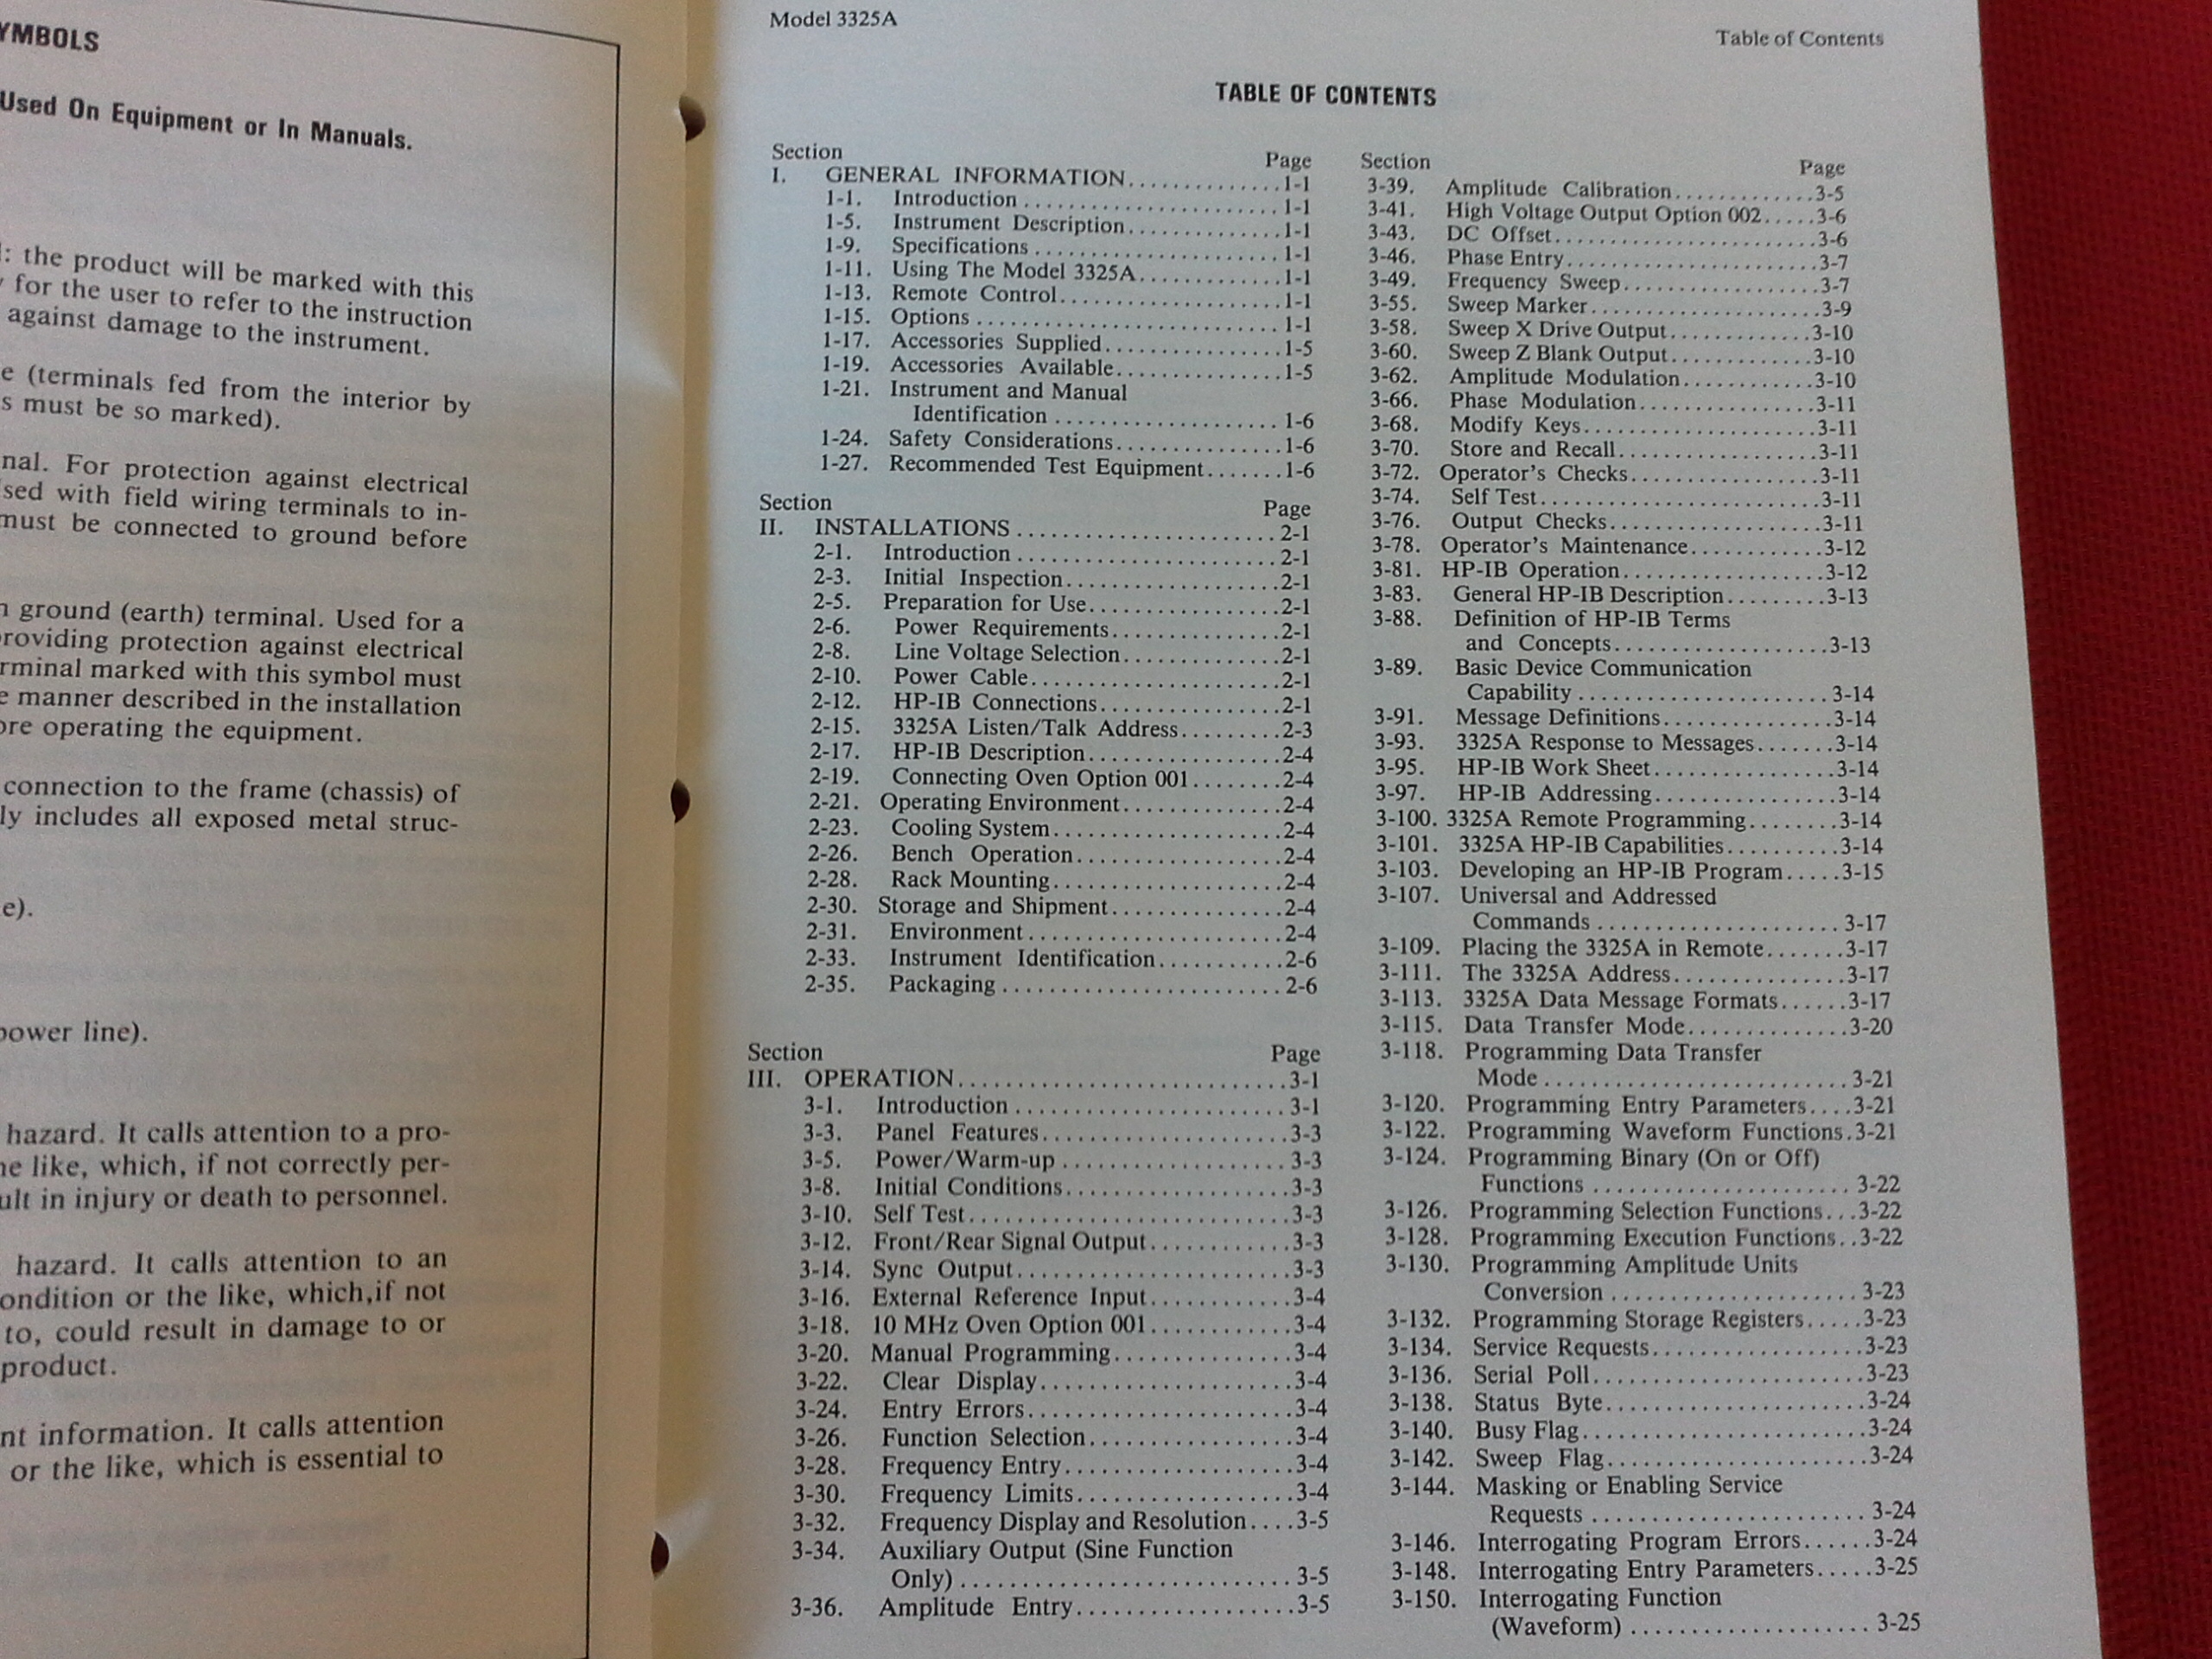 YMBOLS
Used On Equipment or In Manuals.
: the product will be marked with this
for the user to refer to the instruction
against damage to the instrument.
e (terminals fed from the interior by
s must be so marked).
nal. For protection against electrical
sed with field wiring terminals to in-
must be connected to ground before
ground (earth) terminal. Used for a
roviding protection against electrical
rminal marked with this symbol must
e manner described in the installation
ore operating the equipment.
connection to the frame (chassis) of
ly includes all exposed metal struc-
e).
power line).
hazard. It calls attention to a pro-
he like, which, if not correctly per-
ult in injury or death to personnel.
hazard. It calls attention to an
ondition or the like, which,if not
to, could result in damage to or
product.
nt information. It calls attention
or the like, which is essential to
Model 3325A
Table of Contents
TABLE OF CONTENTS
Section Page
I. GENERAL INFORMATION..............1-1
1-1. Introduction.......................1-1
1-5. Instrument Description..............1-1
1-9. Specifications......................1-1
1-11. Using The Model 3325A.............1-1
1-13. Remote Control....................1-1
1-15. Options...........................1-1
1-17. Accessories Supplied................1-5
1-19. Accessories Available...............1-5
1-21. Instrument and Manual
Identification....................1-6
1-24. Safety Considerations...............1-6
1-27. Recommended Test Equipment.......1-6
Section Page
II. INSTALLATIONS.......................2-1
2-1. Introduction.......................2-1
2-3. Initial Inspection...................2-1
2-5. Preparation for Use.................2-1
2-6. Power Requirements...............2-1
2-8. Line Voltage Selection..............2-1
2-10. Power Cable......................2-1
2-12. HP-IB Connections................2-1
2-15. 3325A Listen/Talk Address.........2-3
2-17. HP-IB Description.................2-4
2-19. Connecting Oven Option 001........2-4
2-21. Operating Environment..............2-4
2-23. Cooling System....................2-4
2-26. Bench Operation..................2-4
2-28. Rack Mounting....................2-4
2-30. Storage and Shipment...............2-4
2-31. Environment......................2-4
2-33. Instrument Identification...........2-6
2-35. Packaging........................2-6
Section Page
III. OPERATION............................3-1
3-1. Introduction.......................3-1
3-3. Panel Features.....................3-3
3-5. Power/Warm-up...................3-3
3-8. Initial Conditions...................3-3
3-10. Self Test..........................3-3
3-12. Front/Rear Signal Output............3-3
3-14. Sync Output.......................3-3
3-16. External Reference Input............3-4
3-18. 10 MHz Oven Option 001............3-4
3-20. Manual Programming...............3-4
3-22. Clear Display.....................3-4
3-24. Entry Errors......................3-4
3-26. Function Selection.................3-4
3-28. Frequency Entry...................3-4
3-30. Frequency Limits..................3-4
3-32. Frequency Display and Resolution....3-5
3-34. Auxiliary Output (Sine Function
Only)...........................3-5
3-36. Amplitude Entry..................3-5
Section Page
3-39. Amplitude Calibration............3-5
3-41. High Voltage Output Option 002.....3-6
3-43. DC Offset.......................3-6
3-46. Phase Entry.....................3-7
3-49. Frequency Sweep.................3-7
3-55. Sweep Marker...................3-9
3-58. Sweep X Drive Output............3-10
3-60. Sweep Z Blank Output............3-10
3-62. Amplitude Modulation............3-10
3-66. Phase Modulation................3-11
3-68. Modify Keys....................3-11
3-70. Store and Recall.................3-11
3-72. Operator's Checks................3-11
3-74. Self Test........................3-11
3-76. Output Checks...................3-11
3-78. Operator's Maintenance............3-12
3-81. HP-IB Operation..................3-12
3-83. General HP-IB Description.........3-13
3-88. Definition of HP-IB Terms
and Concepts...................3-13
3-89. Basic Device Communication
Capability......................3-14
3-91. Message Definitions...............3-14
3-93. 3325A Response to Messages.......3-14
3-95. HP-IB Work Sheet................3-14
3-97. HP-IB Addressing................3-14
3-100. 3325A Remote Programming........3-14
3-101. 3325A HP-IB Capabilities..........3-14
3-103. Developing an HP-IB Program.....3-15
3-107. Universal and Addressed
Commands.....................3-17
3-109. Placing the 3325A in Remote.......3-17
3-111. The 3325A Address...............3-17
3-113. 3325A Data Message Formats......3-17
3-115. Data Transfer Mode..............3-20
3-118. Programming Data Transfer
Mode..........................3-21
3-120. Programming Entry Parameters....3-21
3-122. Programming Waveform Functions.3-21
3-124. Programming Binary (On or Off)
Functions......................3-22
3-126. Programming Selection Functions...3-22
3-128. Programming Execution Functions..3-22
3-130. Programming Amplitude Units
Conversion.....................3-23
3-132. Programming Storage Registers.....3-23
3-134. Service Requests.................3-23
3-136. Serial Poll......................3-23
3-138. Status Byte.....................3-24
3-140. Busy Flag.......................3-24
3-142. Sweep Flag.....................3-24
3-144. Masking or Enabling Service
Requests.......................3-24
3-146. Interrogating Program Errors......3-24
3-148. Interrogating Entry Parameters.....3-25
3-150. Interrogating Function
(Waveform)....................3-25